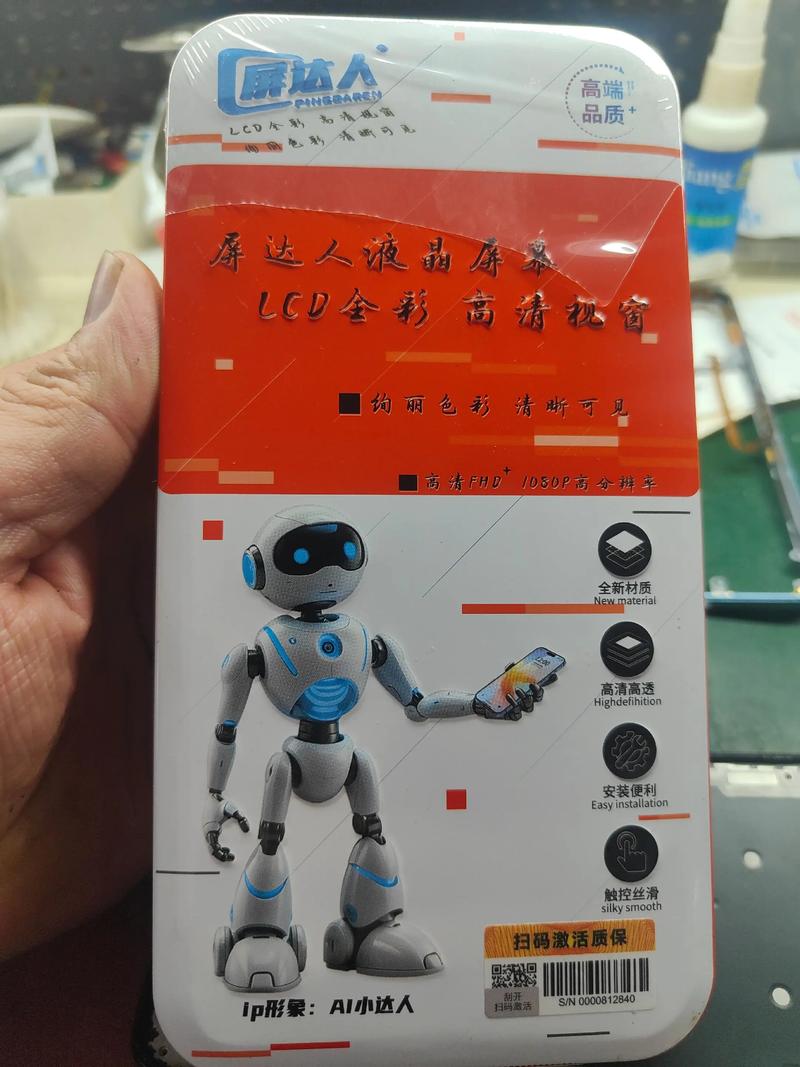 屏达人
PINGDAREN
LCD全彩 高清视窗
绚丽色彩 清晰可见
高端
品质+
屏达人液晶屏幕
LCD全彩 高清视窗
绚丽色彩 清晰可见
高清FHD+ 1080P高分辨率
全新材质
New material
高清高透
Highdefihition
安装便利
Easy installation
触控丝滑
silky smooth
扫码激活质保
刮开
扫码激活
S/N 0000812840
ip形象：AI小达人